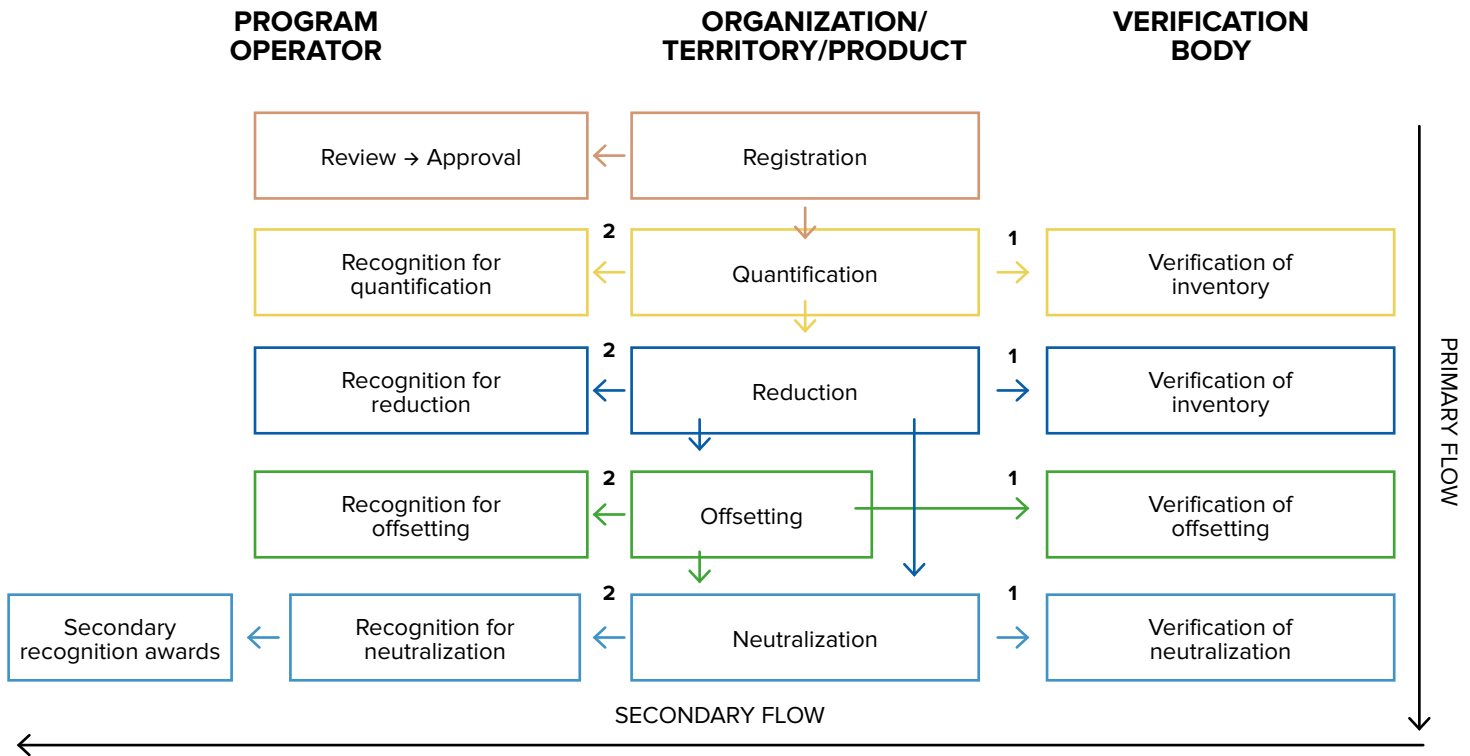 PROGRAM
OPERATOR
ORGANIZATION/
TERRITORY/PRODUCT
VERIFICATION
BODY
Review → Approval
Registration
2
1
Recognition for
quantification
Quantification
Verification of
inventory
2
1
Recognition for
reduction
Reduction
Verification of
inventory
2
1
Recognition for
offsetting
Offsetting
Verification of
offsetting
2
1
Secondary
recognition awards
Recognition for
neutralization
Neutralization
Verification of
neutralization
PRIMARY FLOW
SECONDARY FLOW